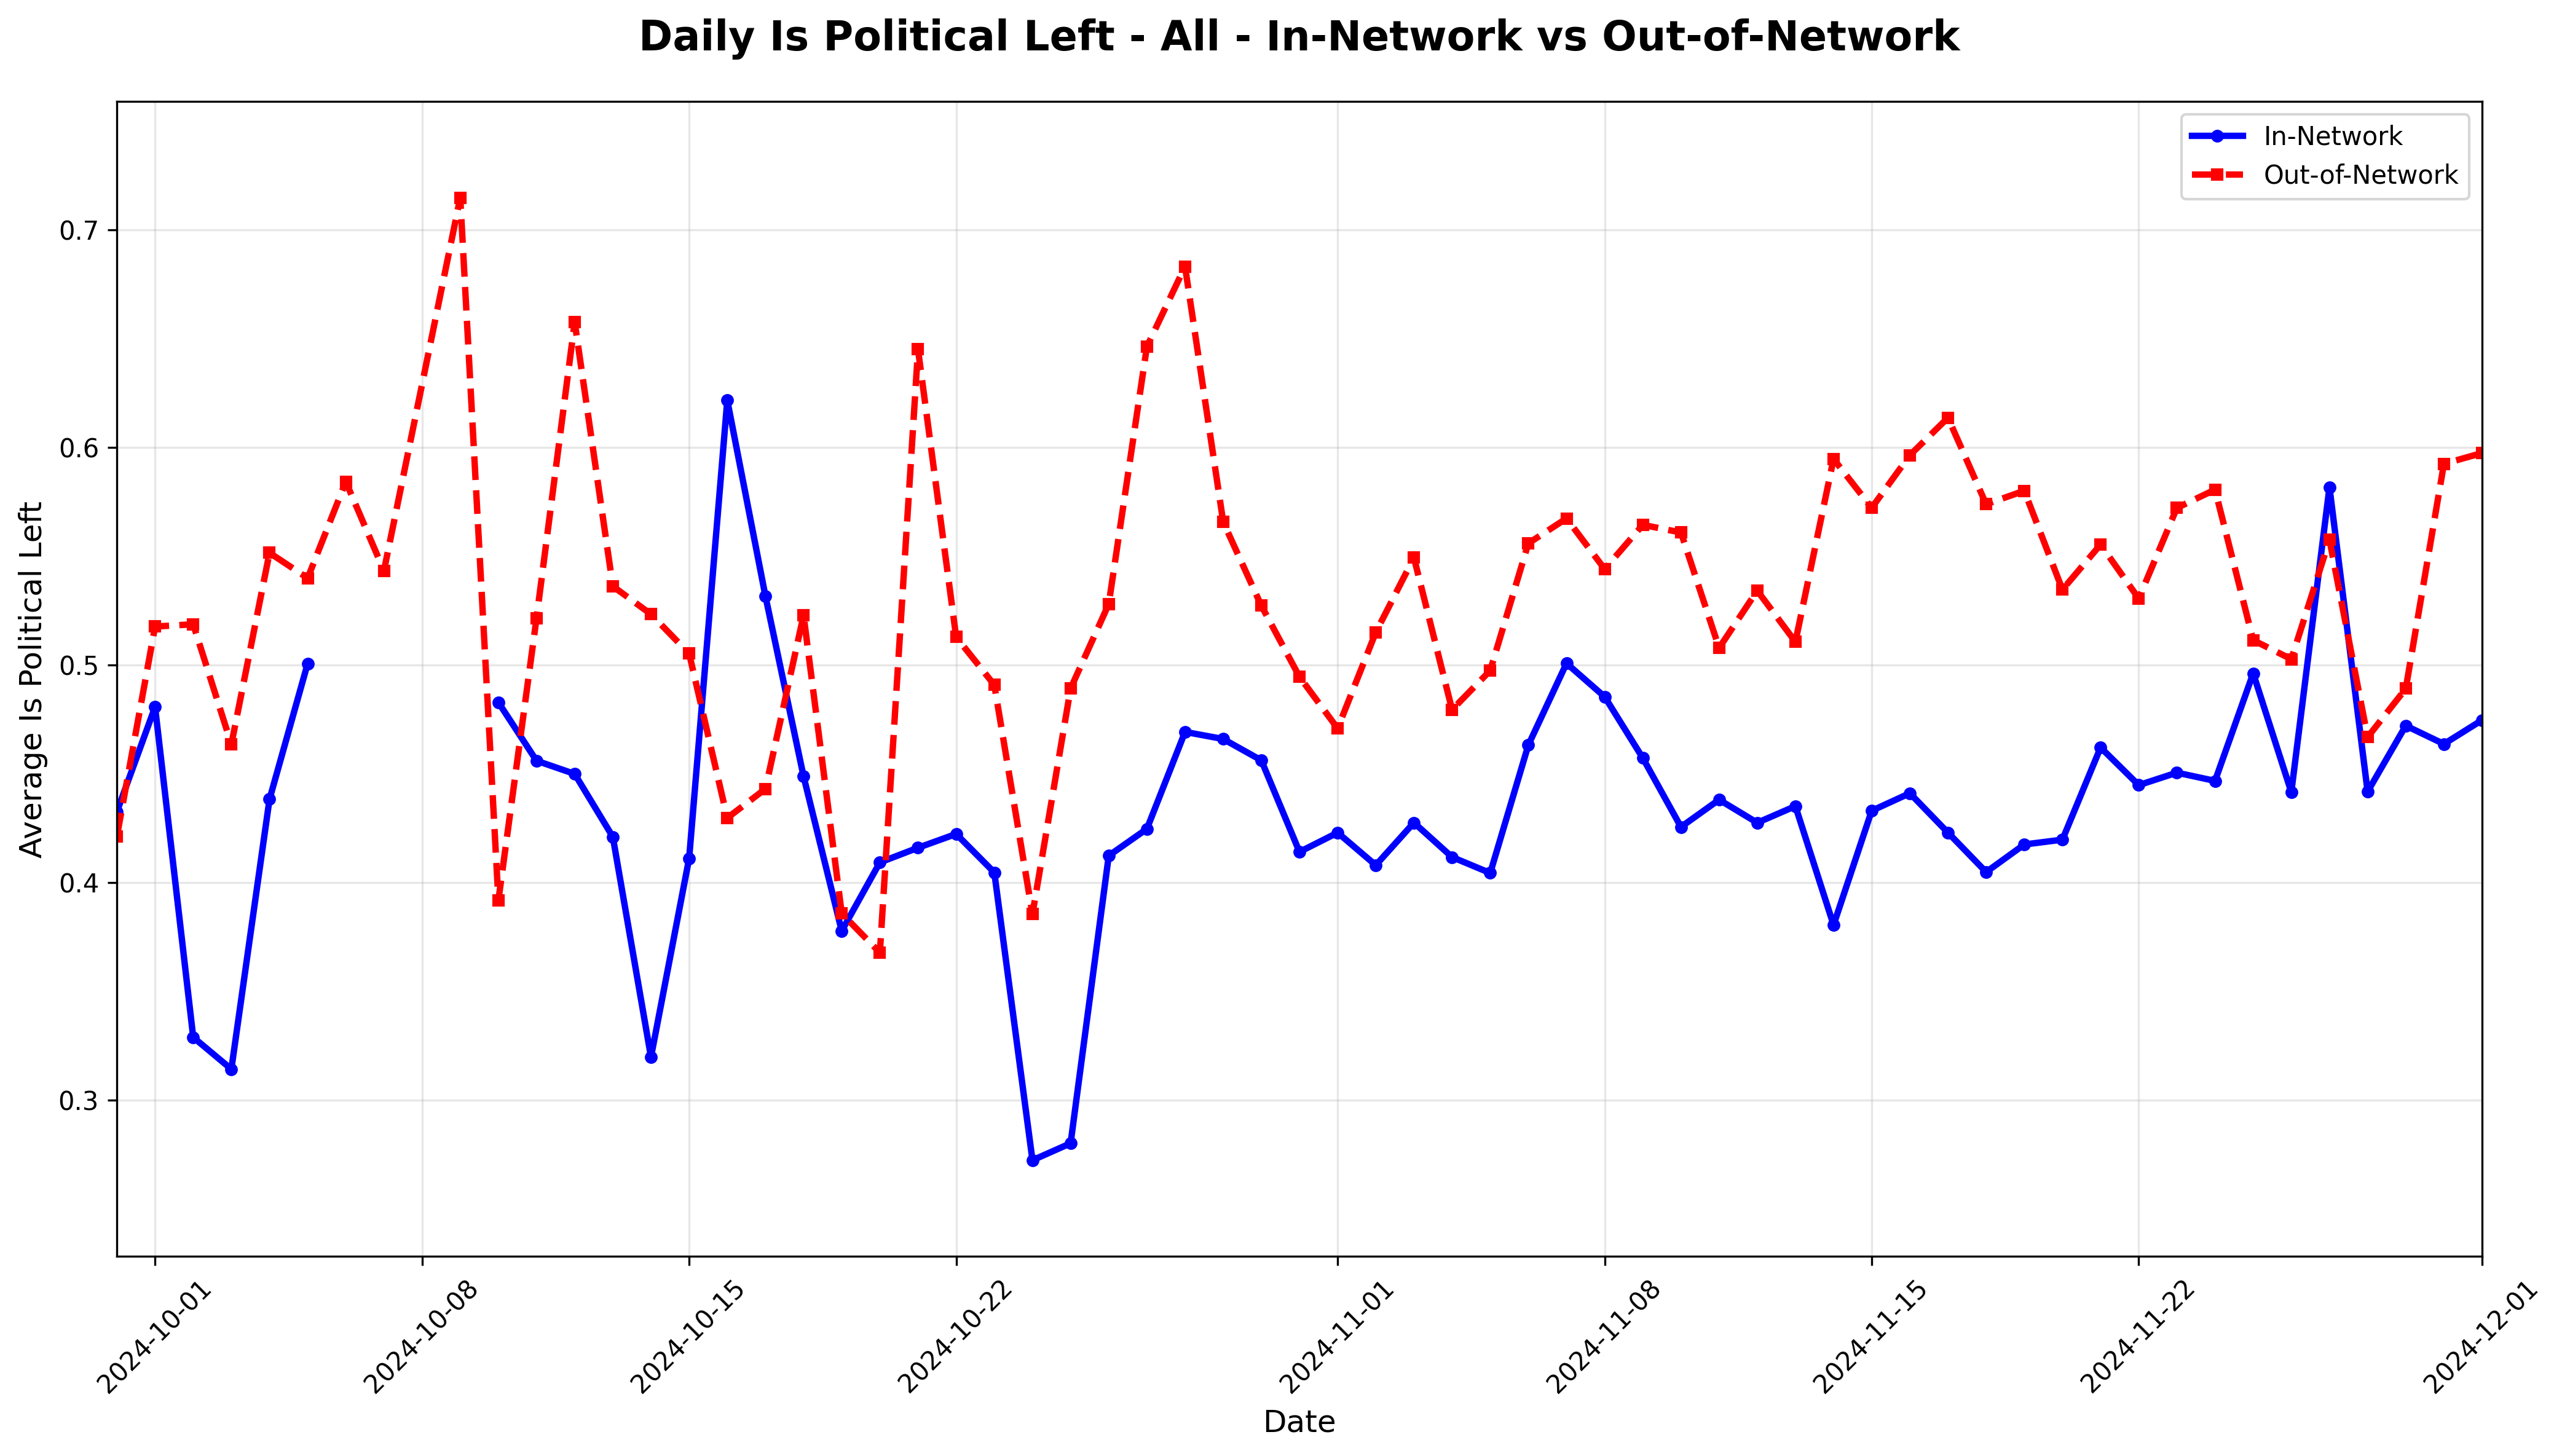 Daily Is Political Left - All - In-Network vs Out-of-Network
In-Network
Out-of-Network
Average Is Political Left
0.7
0.6
0.5
0.4
0.3
2024-10-01
2024-10-08
2024-10-15
2024-10-22
2024-11-01
2024-11-08
2024-11-15
2024-11-22
2024-12-01
Date